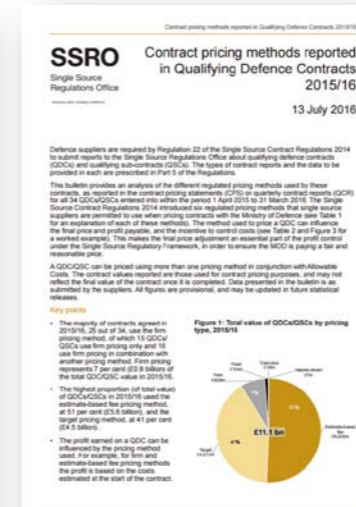 Contract pricing methods reported in Qualifying Defence Contracts 2015/16
SSRO
Single Source
Regulations Office
Contract pricing methods reported
in Qualifying Defence Contracts
2015/16
13 July 2016
Defence suppliers are required by Regulation 22 of the Single Source Contract Regulations 2014
to submit reports to the Single Source Regulations Office about qualifying defence contracts
(QDCs) and qualifying sub-contracts (QSCs). The types of contract reports and the data to be
provided in each are prescribed in Part 5 of the Regulations.
This bulletin provides an analysis of the different regulated pricing methods used by these
contracts, as reported in the contract pricing statements (CPS) or quarterly contract reports (QCR)
for all 34 QDCs/QSCs entered into within the period 1 April 2015 to 31 March 2016. The Single
Source Contract Regulations 2014 introduced six regulated pricing methods that single source
suppliers are permitted to use when pricing contracts with the Ministry of Defence (see Table 1
for an explanation of each of these methods). The method used to price a QDC can influence
the final price and profit payable, and the incentive to control costs (see Table 2 and Figure 3 for
a worked example). This makes the final price adjustment an essential part of the profit control
under the Single Source Regulatory Framework, in order to ensure the MOD is paying a fair and
reasonable price.
A QDC/QSC can be priced using more than one pricing method in conjunction with Allowable
Costs. The contract values reported are those used for contract pricing purposes, and may not
reflect the final value of the contract once it is completed. Data presented in the bulletin is as
submitted by the suppliers. All figures are provisional, and may be updated in future statistical
releases.
Key points
• The majority of contracts agreed in
2015/16, 25 out of 34, use the firm
pricing method, of which 15 QDCs/
QSCs use firm pricing only and 10
use firm pricing in combination with
another pricing method. Firm pricing
represents 7 per cent (£0.8 billion) of
the total QDC/QSC value in 2015/16.
• The highest proportion (of total value)
of QDCs/QSCs in 2015/16 used the
estimate-based fee pricing method,
at 51 per cent (£5.6 billion), and the
target pricing method, at 41 per cent
(£4.5 billion).
• The profit earned on a QDC can be
influenced by the pricing method
used. For example, for firm and
estimate-based fee pricing methods
the profit is based on the costs
estimated at the start of the contract.
Figure 1: Total value of QDCs/QSCs by pricing
type, 2015/16
Fixed
Cost-plus
Volume-driven
Firm
7%
51%
£11.1 bn
41%
Target
Estimate-based
fee